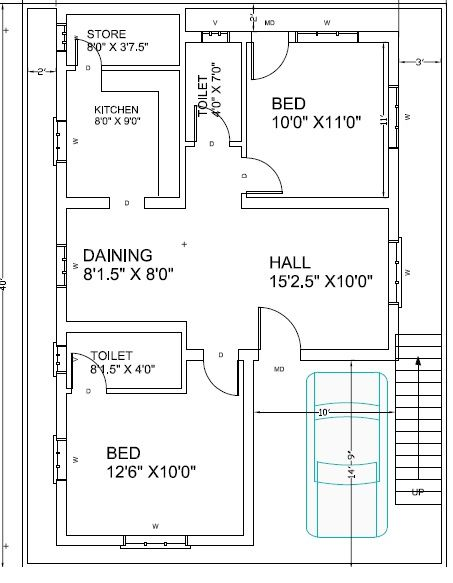 2'
V
MD
W
STORE
8'0" X 3'7.5"
2'
3'
D
KITCHEN
8'0" X 9'0"
TOILET
4'0" X 7'0"
BED
10'0" X11'0"
W
W
W
11'
D
D
D
DAINING
8'1.5" X 8'0"
HALL
15'2.5" X10'0"
W
W
40'
TOILET
8'1.5" X 4'0"
V
D
D
MD
10'
BED
12'6" X10'0"
W
14'-9"
UP
W